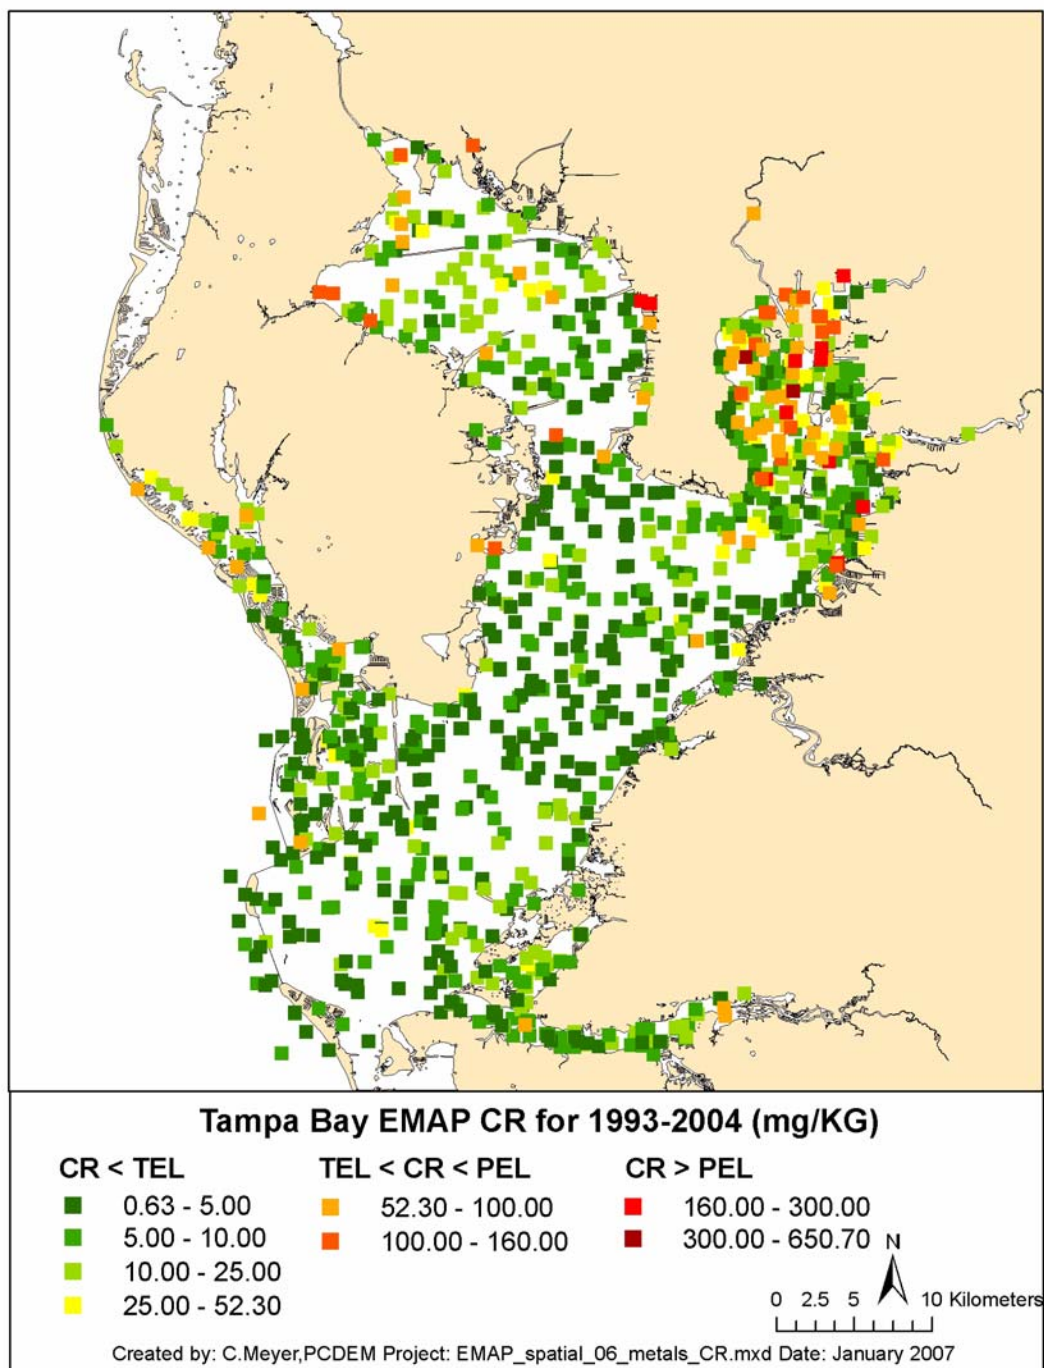 Tampa Bay EMAP CR for 1993-2004 (mg/KG)
CR < TEL
0.63 - 5.00
5.00 - 10.00
10.00 - 25.00
25.00 - 52.30
TEL < CR < PEL
52.30 - 100.00
100.00 - 160.00
CR > PEL
160.00 - 300.00
300.00 - 650.70
N
0 2.5 5 10 Kilometers
Created by: C.Meyer,PCDEM Project: EMAP_spatial_06_metals_CR.mxd Date: January 2007